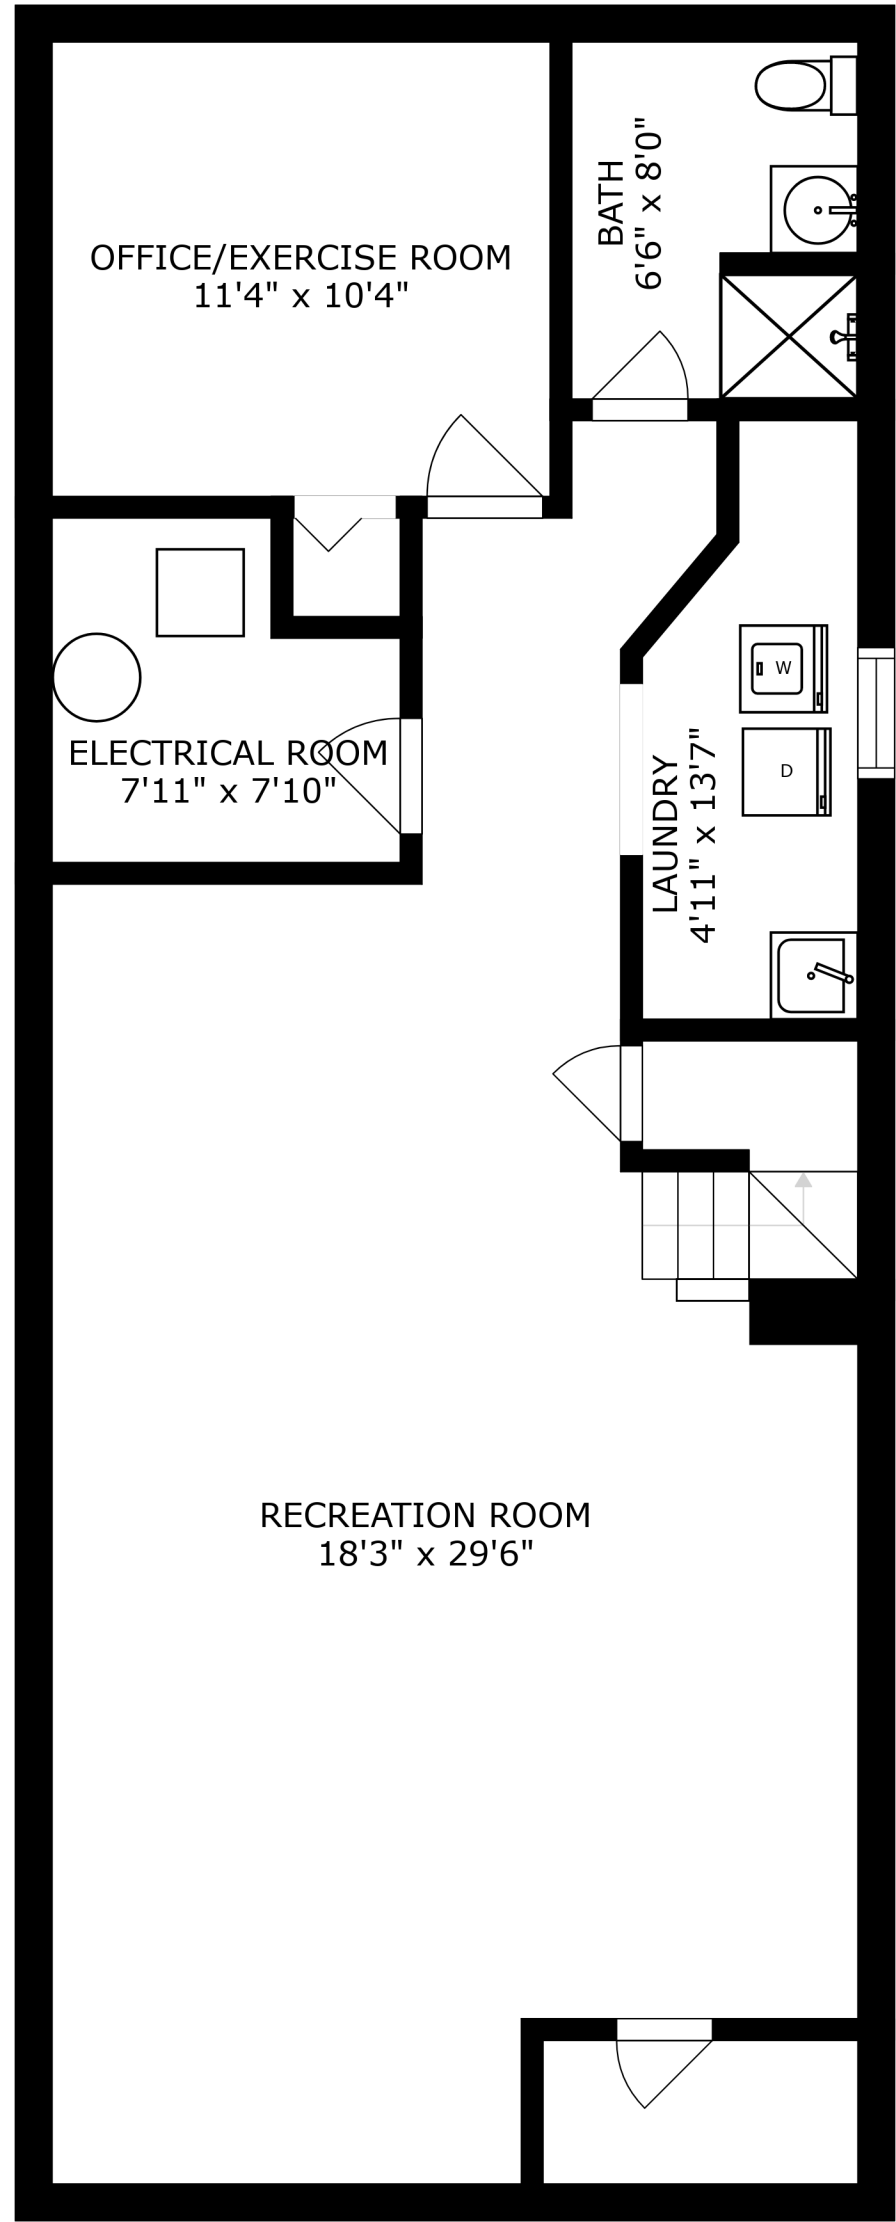 OFFICE/EXERCISE ROOM
11'4" x 10'4"
BATH
6'6" x 8'0"
ELECTRICAL ROOM
7'11" x 7'10"
W
D
LAUNDRY
4'11" x 13'7"
RECREATION ROOM
18'3" x 29'6"